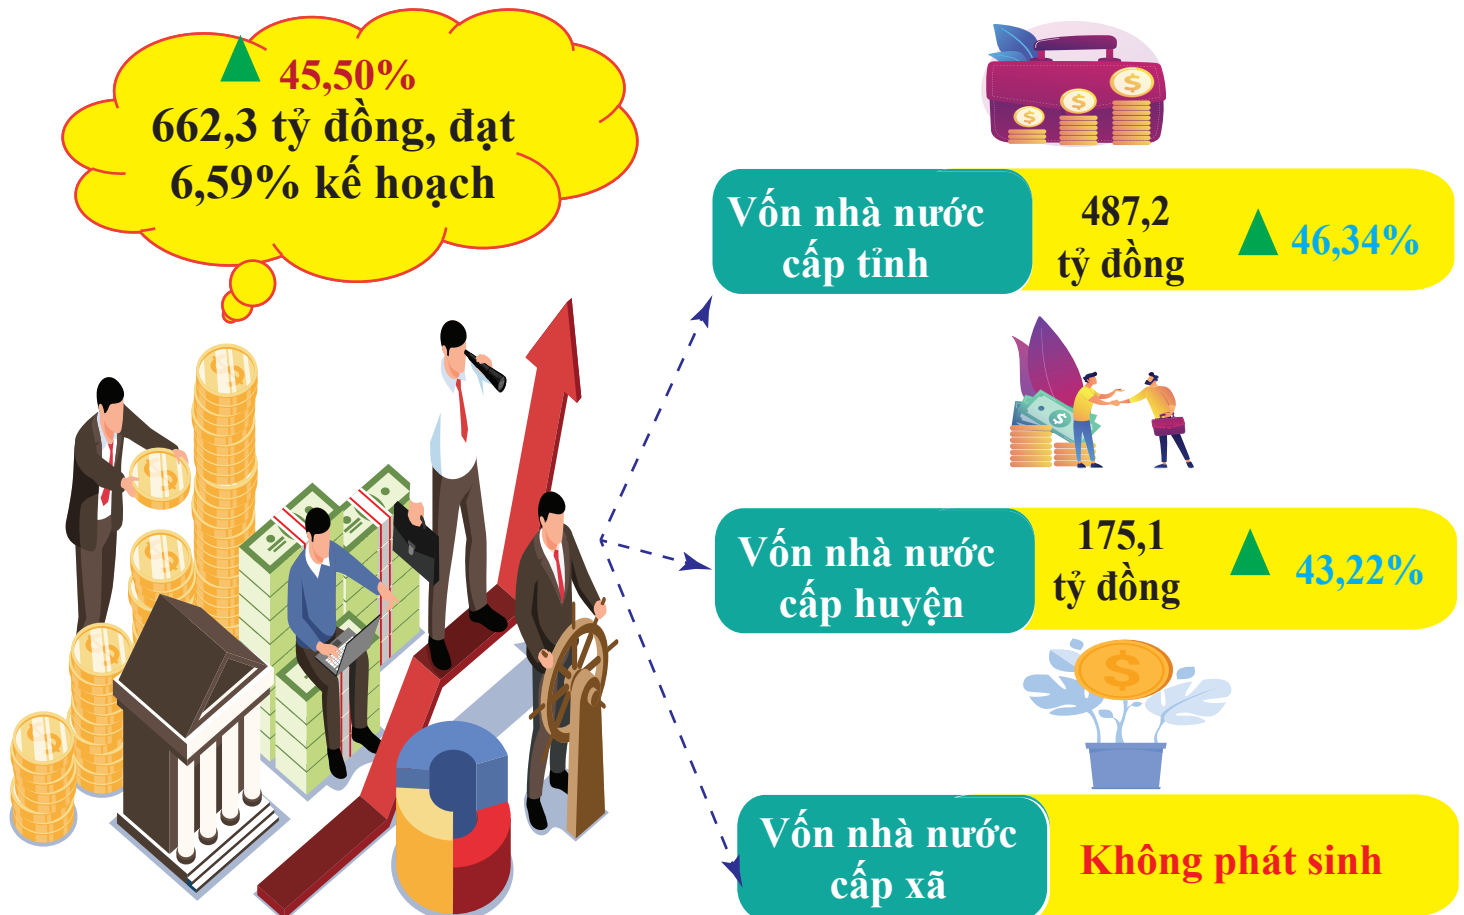 45,50%
662,3 tỷ đồng, đạt
6,59% kế hoạch
Vốn nhà nước
cấp tỉnh
487,2
tỷ đồng
46,34%
Vốn nhà nước
cấp huyện
175,1
tỷ đồng
43,22%
Vốn nhà nước
cấp xã
Không phát sinh